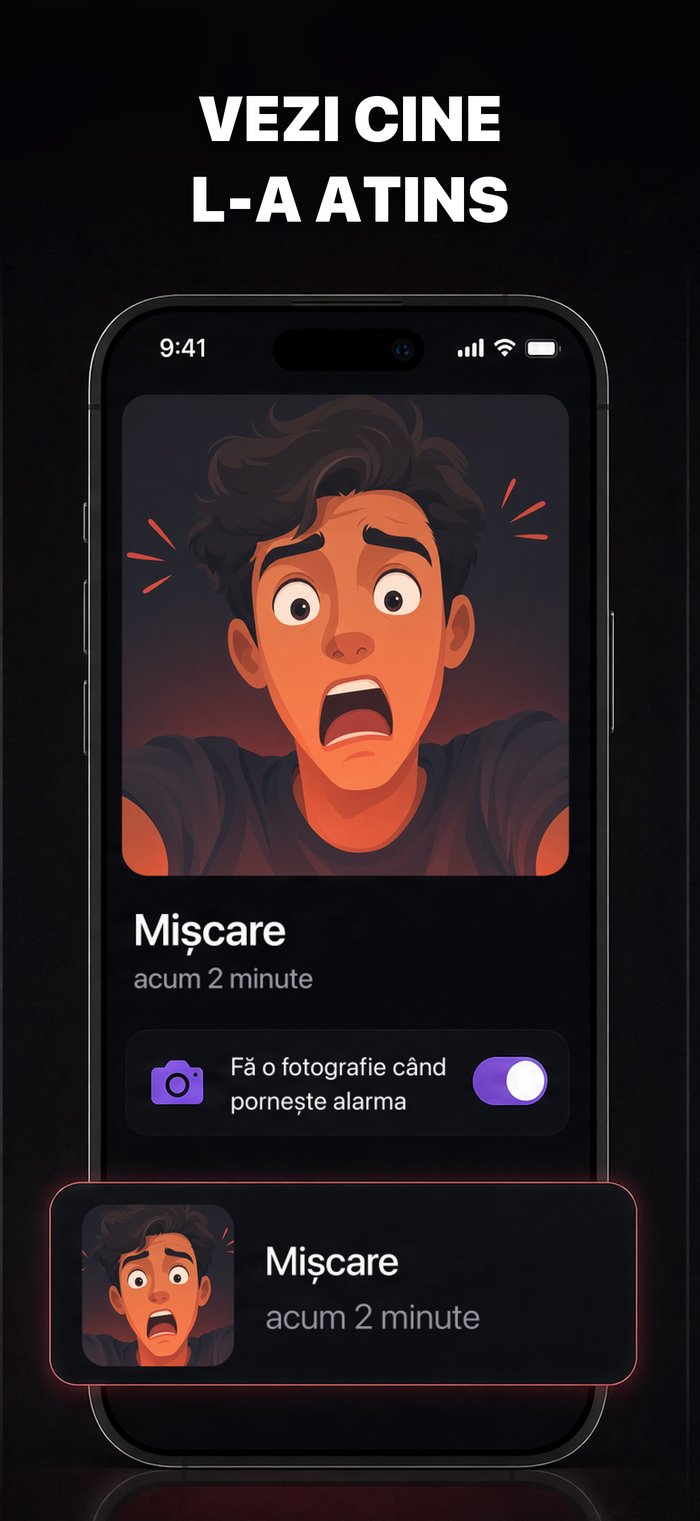 VEZI CINE
L-A ATINS
9:41
Mișcare
acum 2 minute
Fă o fotografie când
pornește alarma
Mișcare
acum 2 minute